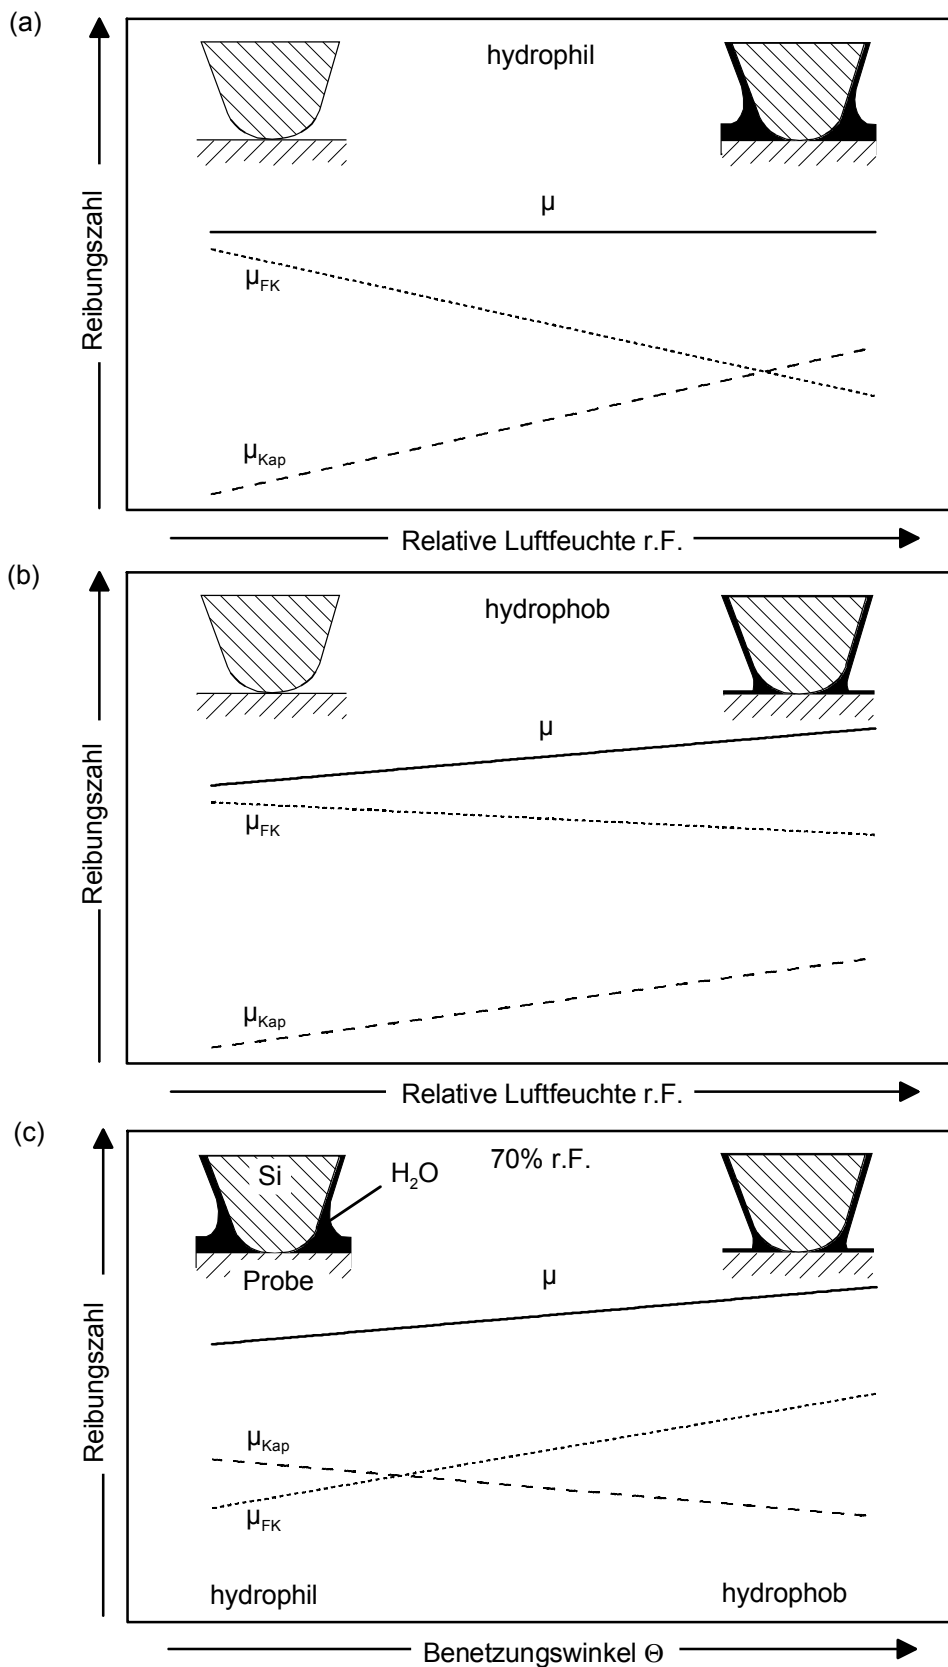 (a)
hydrophil
Reibungszahl
μ
μFK
μKap
Relative Luftfeuchte r.F.
(b)
hydrophob
Reibungszahl
μ
μFK
μKap
Relative Luftfeuchte r.F.
(c)
70% r.F.
Si
H2O
Probe
Reibungszahl
μ
μKap
μFK
hydrophil
hydrophob
Benetzungswinkel Θ